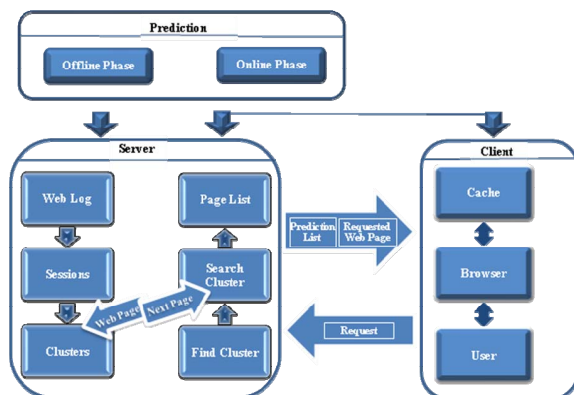 Prediction
Offline Phase
Online Phase
Server
Client
Web Log
Page List
Cache
Prediction
List
Requested
Web Page
Sessions
Search
Cluster
Browser
Web Page
Next Page
Request
Clusters
Find Cluster
User